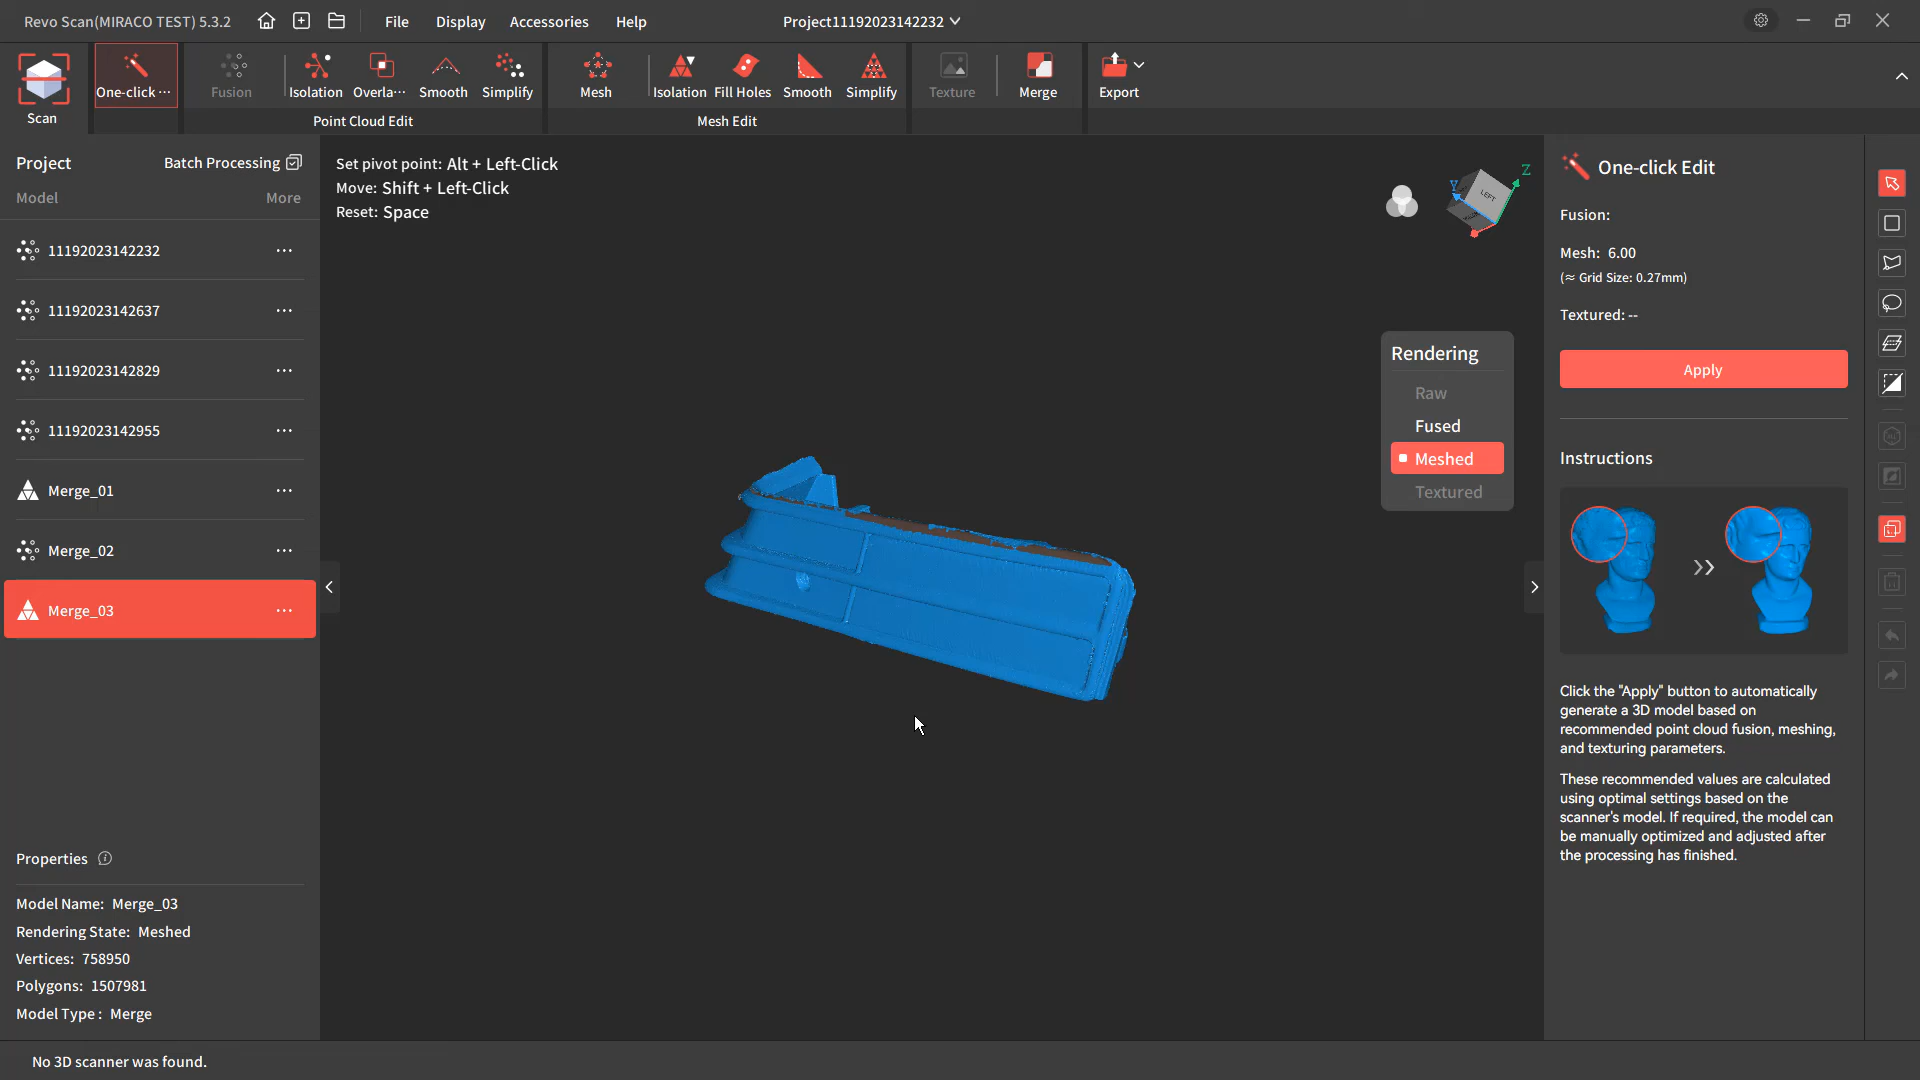 Revo Scan(MIRACO TEST) 5.3.2
File
Display
Accessories
Help
Project11192023142232
Scan
One-click ···
Fusion
Isolation
Overla···
Smooth
Simplify
Point Cloud Edit
Mesh
Isolation
Fill Holes
Smooth
Simplify
Mesh Edit
Texture
Merge
Export
Project
Batch Processing
Model
More
11192023142232
11192023142637
11192023142829
11192023142955
Merge_01
Merge_02
Merge_03
Properties
Model Name: Merge_03
Rendering State: Meshed
Vertices: 758950
Polygons: 1507981
Model Type : Merge
Set pivot point: Alt + Left-Click
Move: Shift + Left-Click
Reset: Space
Z
Y
LEFT
Rendering
Raw
Fused
Meshed
Textured
One-click Edit
Fusion:
Mesh: 6.00
(≈ Grid Size: 0.27mm)
Textured: --
Apply
Instructions
Click the "Apply" button to automatically
generate a 3D model based on
recommended point cloud fusion, meshing,
and texturing parameters.
These recommended values are calculated
using optimal settings based on the
scanner's model. If required, the model can
be manually optimized and adjusted after
the processing has finished.
No 3D scanner was found.